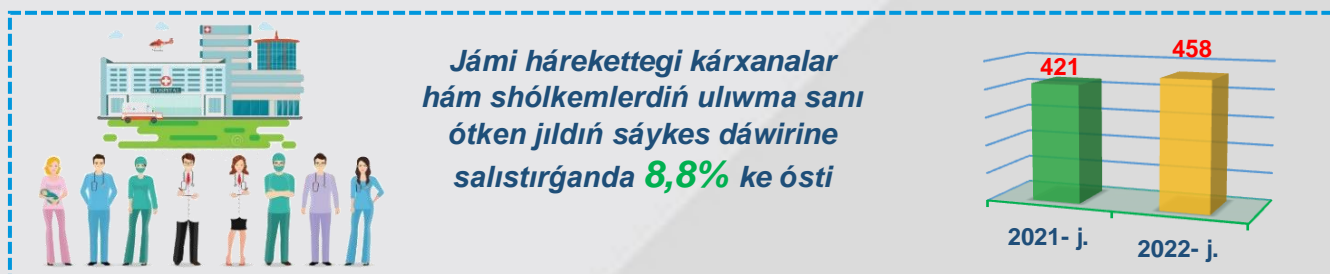 HOSPITAL
Jámi hárekettegi kárxanalar
hám shólkemlerdiń ulıwma sanı
ótken jıldıń sáykes dáwirine
salıstırǵanda 8,8% ke ósti
421
458
2021- j.
2022- j.